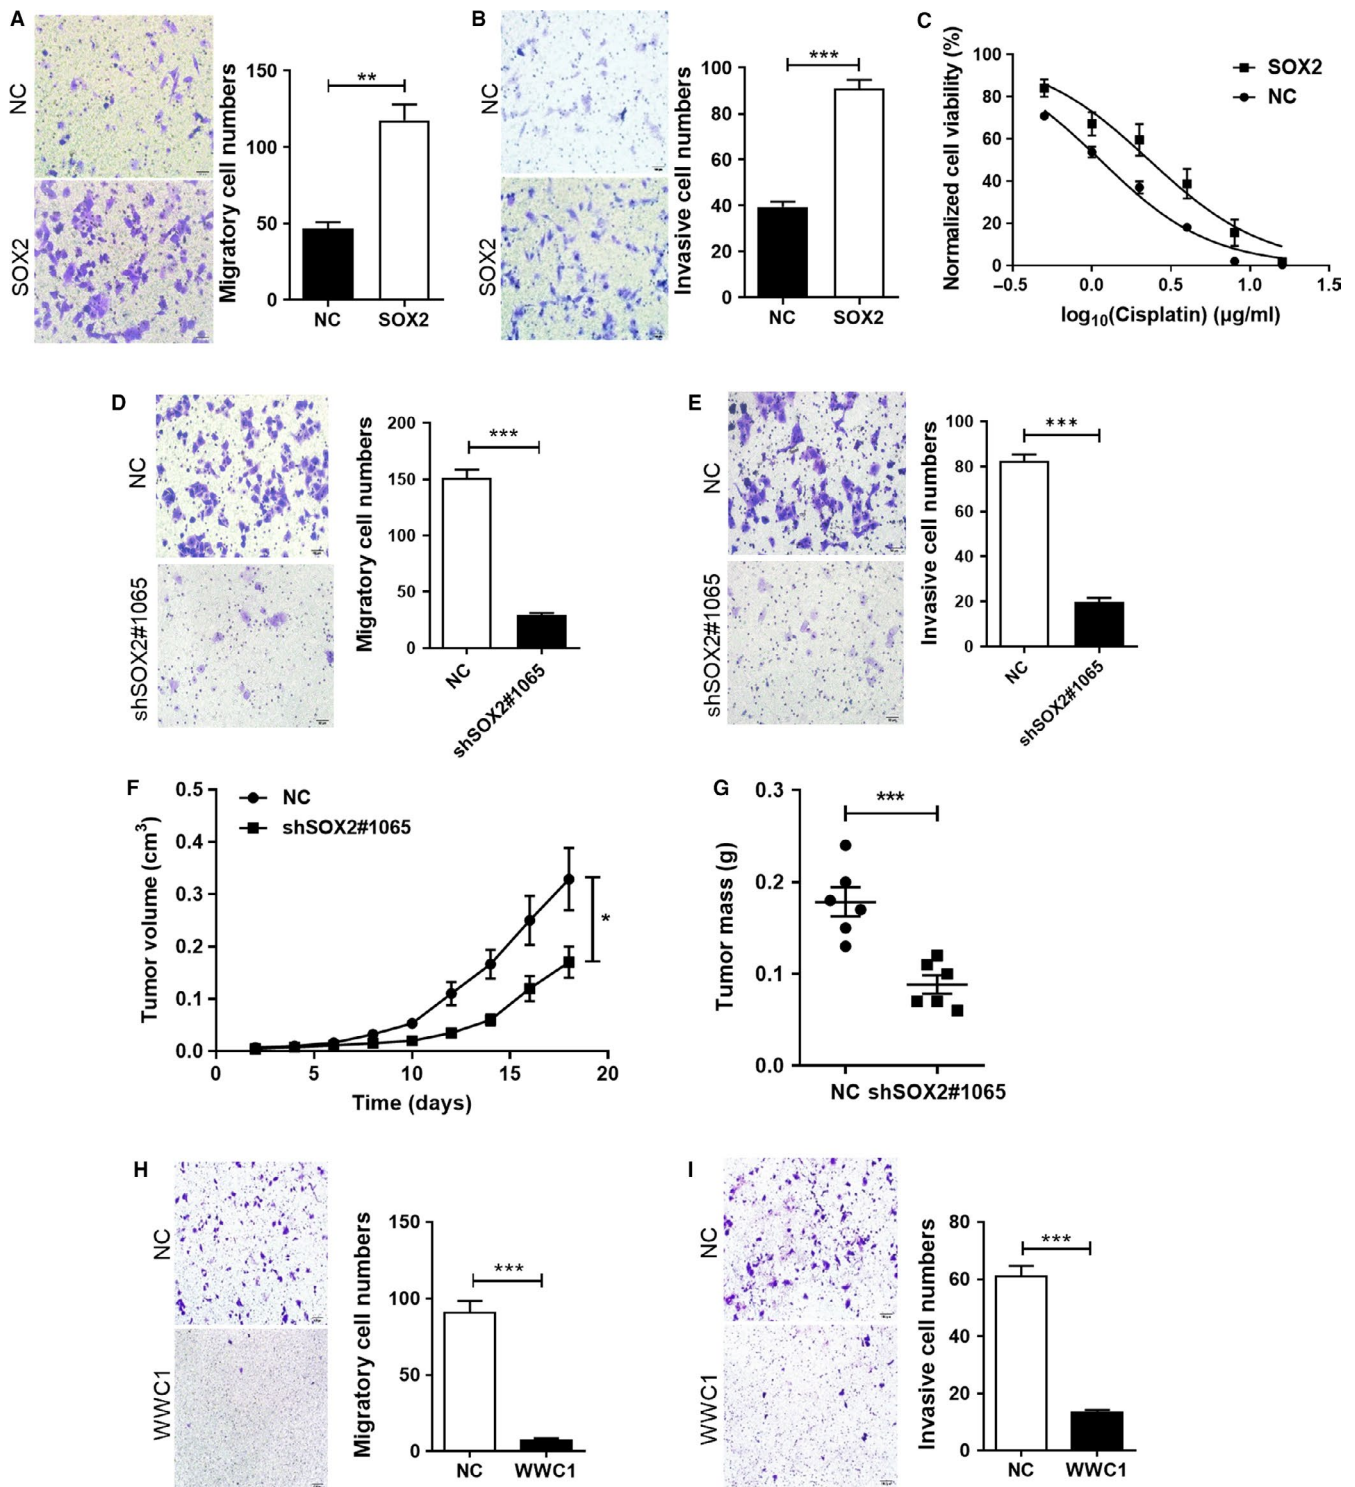 A
NC
SOX2
Migratory cell numbers
150
100
50
0
**
NC SOX2
B
NC
SOX2
Invasive cell numbers
100
80
60
40
20
0
***
NC SOX2
C
Normalized cell viability (%)
100
80
60
40
20
0
SOX2
NC
−0.5 0.0 0.5 1.0 1.5
log10(Cisplatin) (µg/ml)
D
NC
shSOX2#1065
Migratory cell numbers
200
150
100
50
0
***
NC
shSOX2#1065
E
NC
shSOX2#1065
Invasive cell numbers
100
80
60
40
20
0
***
NC
shSOX2#1065
F
Tumor volume (cm3)
0.5
0.4
0.3
0.2
0.1
0.0
NC
shSOX2#1065
*
0 5 10 15 20
Time (days)
G
Tumor mass (g)
0.3
0.2
0.1
0.0
***
NC shSOX2#1065
H
NC
WWC1
Migratory cell numbers
150
100
50
0
***
NC WWC1
I
NC
WWC1
Invasive cell numbers
80
60
40
20
0
***
NC WWC1